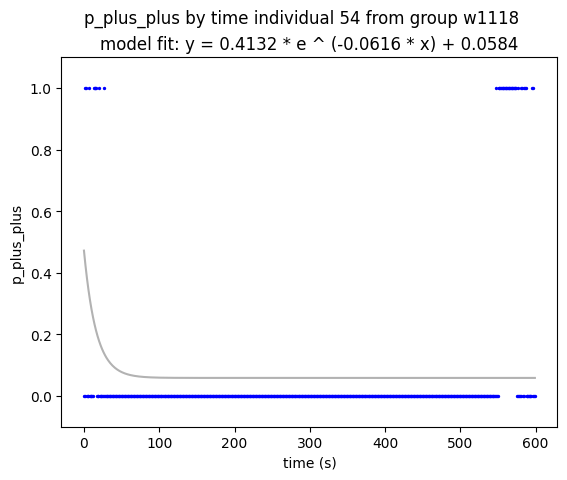 p_plus_plus by time individual 54 from group w1118
model fit: y = 0.4132 * e ^ (-0.0616 * x) + 0.0584
1.0
0.8
0.6
0.4
0.2
0.0
p_plus_plus
0 100 200 300 400 500 600
time (s)